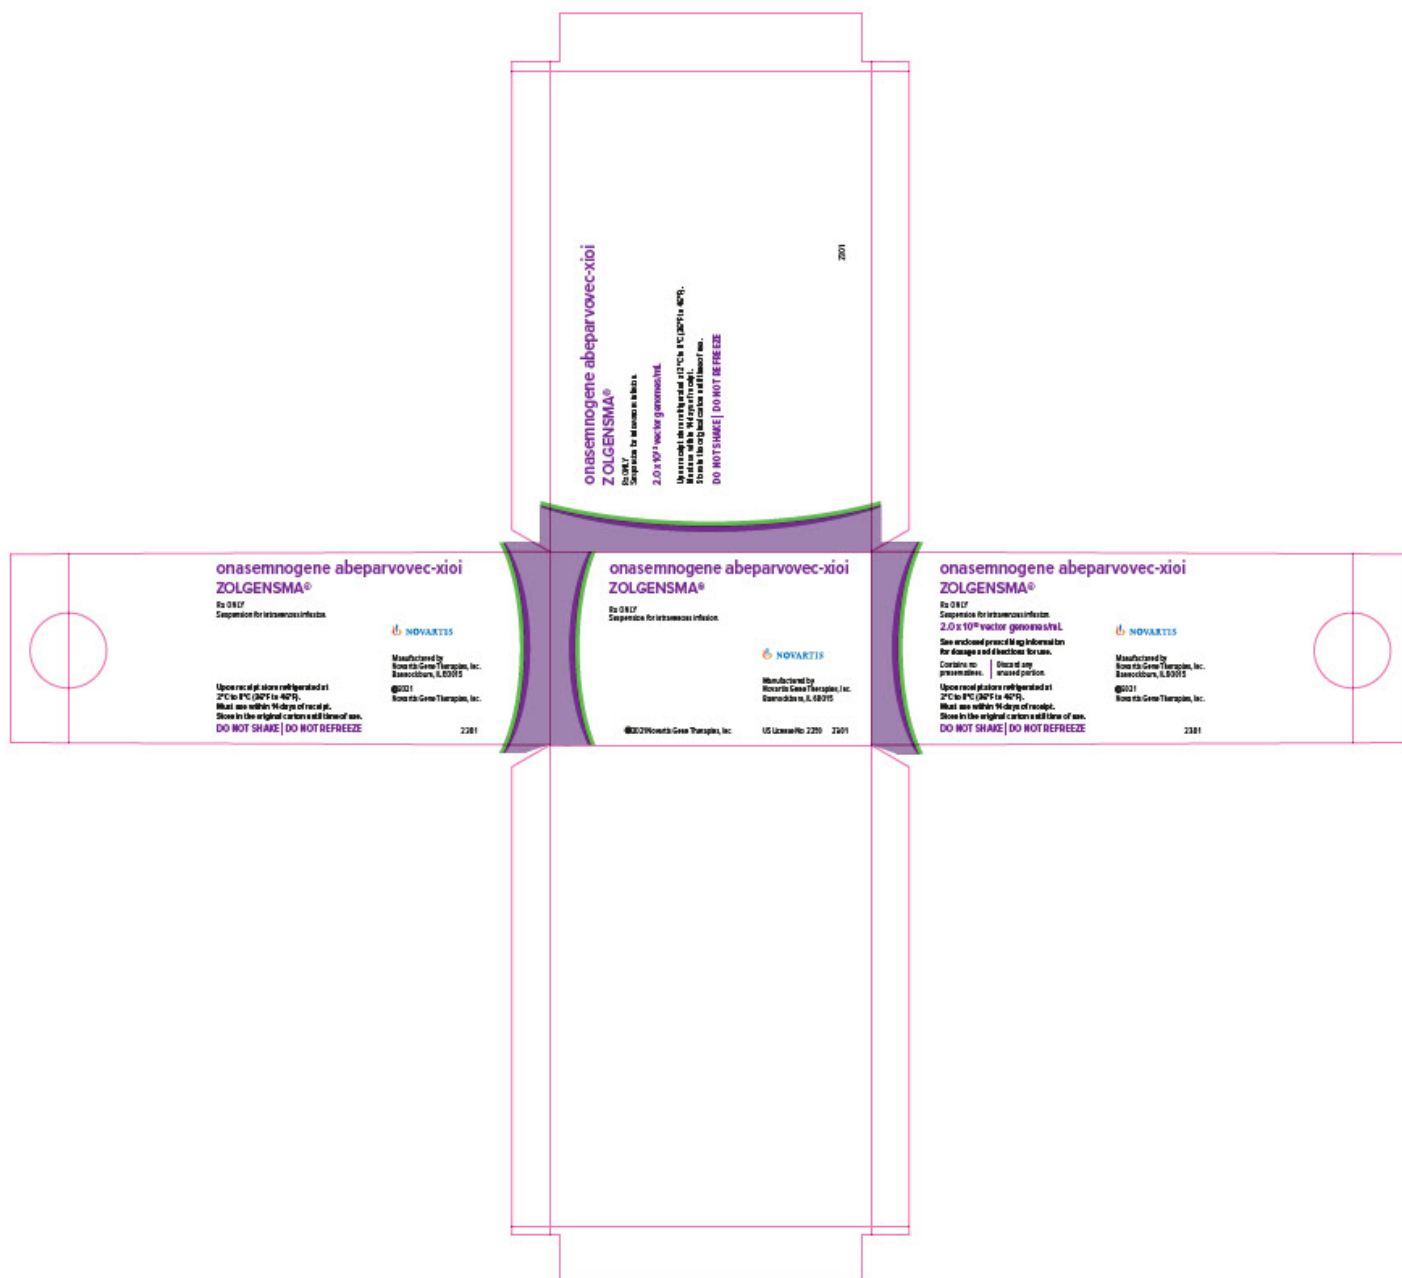 onasemnogene abeparvovec-xioi
ZOLGENSMA®
Rx ONLY
Suspension for intravenous infusion.
2.0 x 10¹³ vector genomes/mL
Upon receipt store refrigerated at 2°C to 8°C (36°F to 46°F).
Must use within 14 days of receipt.
Store in the original carton until time of use.
DO NOT SHAKE | DO NOT REFREEZE
2301
onasemnogene abeparvovec-xioi
ZOLGENSMA®
Rx ONLY
Suspension for intravenous infusion.
NOVARTIS
Manufactured by
Novartis Gene Therapies, Inc.
Bannockburn, IL 60015
©2021
Novartis Gene Therapies, Inc.
Upon receipt store refrigerated at
2°C to 8°C (36°F to 46°F).
Must use within 14 days of receipt.
Store in the original carton until time of use.
DO NOT SHAKE | DO NOT REFREEZE
2301
onasemnogene abeparvovec-xioi
ZOLGENSMA®
Rx ONLY
Suspension for intravenous infusion.
NOVARTIS
Manufactured by
Novartis Gene Therapies, Inc.
Bannockburn, IL 60015
©2021 Novartis Gene Therapies, Inc.
US License No. 2250
2301
onasemnogene abeparvovec-xioi
ZOLGENSMA®
Rx ONLY
Suspension for intravenous infusion.
2.0 x 10¹³ vector genomes/mL
See enclosed prescribing information
for dosage and directions for use.
Contains no
preservatives.
Discard any
unused portion.
NOVARTIS
Manufactured by
Novartis Gene Therapies, Inc.
Bannockburn, IL 60015
©2021
Novartis Gene Therapies, Inc.
Upon receipt store refrigerated at
2°C to 8°C (36°F to 46°F).
Must use within 14 days of receipt.
Store in the original carton until time of use.
DO NOT SHAKE | DO NOT REFREEZE
2301